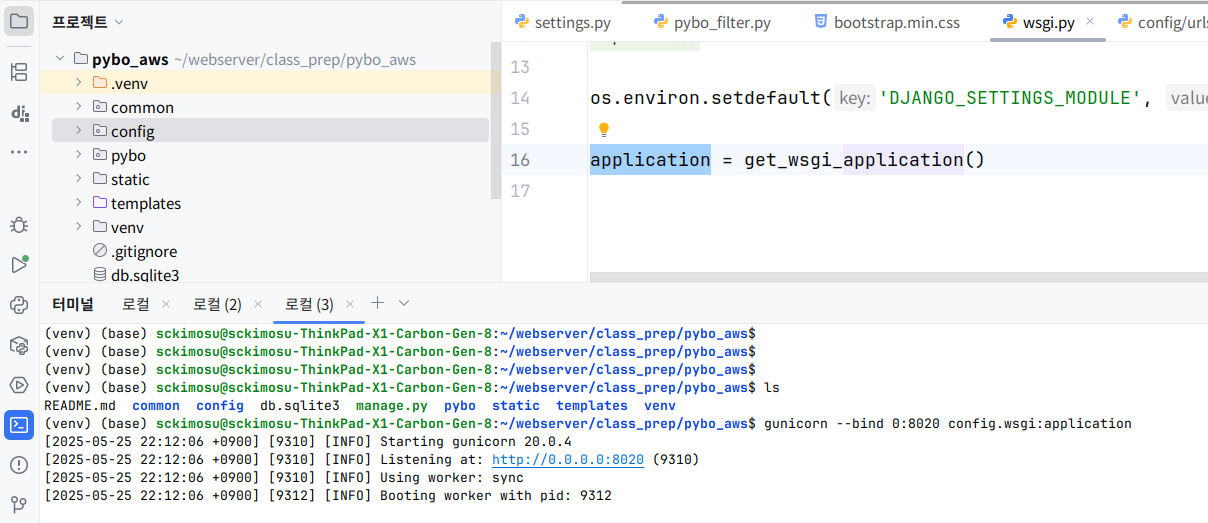 프로젝트
settings.py
pybo_filter.py
bootstrap.min.css
wsgi.py
config/urls
pybo_aws ~/webserver/class_prep/pybo_aws
.venv
common
config
pybo
static
templates
venv
.gitignore
db.sqlite3
13
14 os.environ.setdefault( key: 'DJANGO_SETTINGS_MODULE', value
15
16 application = get_wsgi_application()
17
터미널 로컬 로컬 (2) 로컬 (3)
(venv) (base) sckimosu@sckimosu-ThinkPad-X1-Carbon-Gen-8:~/webserver/class_prep/pybo_aws$
(venv) (base) sckimosu@sckimosu-ThinkPad-X1-Carbon-Gen-8:~/webserver/class_prep/pybo_aws$
(venv) (base) sckimosu@sckimosu-ThinkPad-X1-Carbon-Gen-8:~/webserver/class_prep/pybo_aws$
(venv) (base) sckimosu@sckimosu-ThinkPad-X1-Carbon-Gen-8:~/webserver/class_prep/pybo_aws$ ls
README.md common config db.sqlite3 manage.py pybo static templates venv
(venv) (base) sckimosu@sckimosu-ThinkPad-X1-Carbon-Gen-8:~/webserver/class_prep/pybo_aws$ gunicorn --bind 0:8020 config.wsgi:application
[2025-05-25 22:12:06 +0900] [9310] [INFO] Starting gunicorn 20.0.4
[2025-05-25 22:12:06 +0900] [9310] [INFO] Listening at: http://0.0.0.0:8020 (9310)
[2025-05-25 22:12:06 +0900] [9310] [INFO] Using worker: sync
[2025-05-25 22:12:06 +0900] [9312] [INFO] Booting worker with pid: 9312